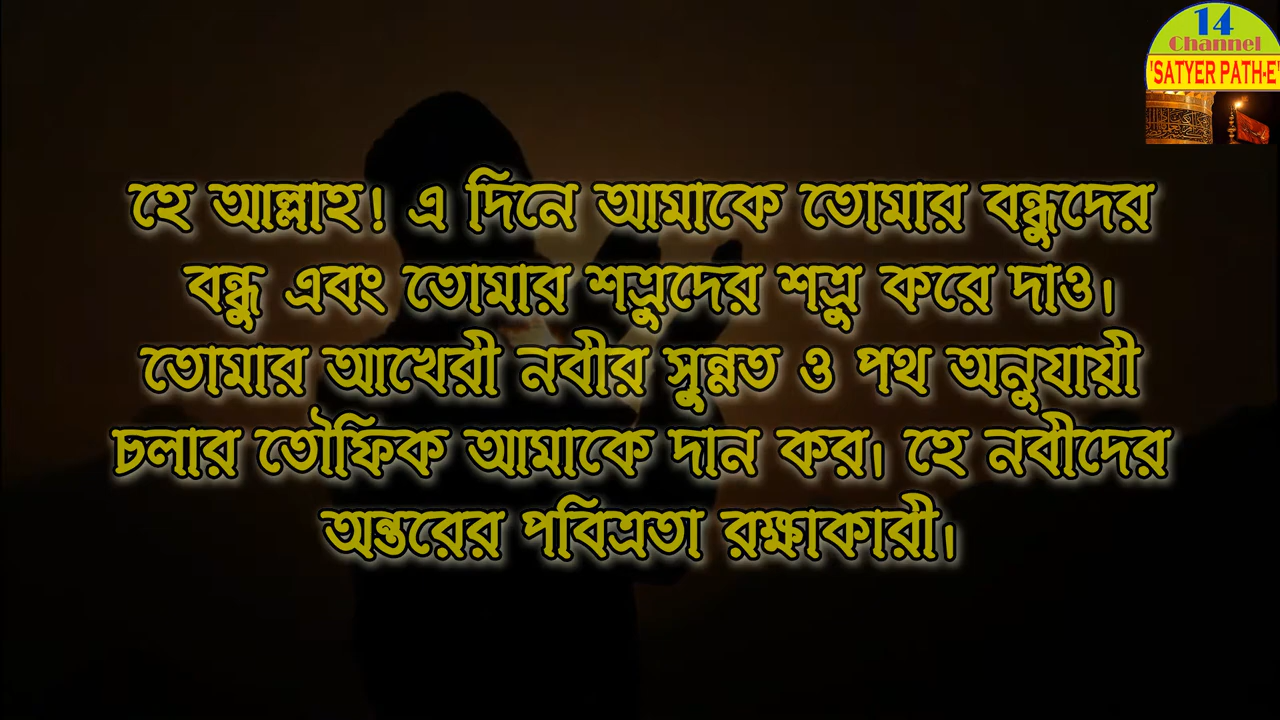 14
Channel
'SATYER PATH-E'
হে আল্লাহ! এ দিনে আমাকে তোমার বন্ধুদের
বন্ধু এবং তোমার শত্রুদের শত্রু করে দাও।
তোমার আখেরী নবীর সুন্নত ও পথ অনুযায়ী
চলার তৌফিক আমাকে দান কর। হে নবীদের
অন্তরের পবিত্রতা রক্ষাকারী।